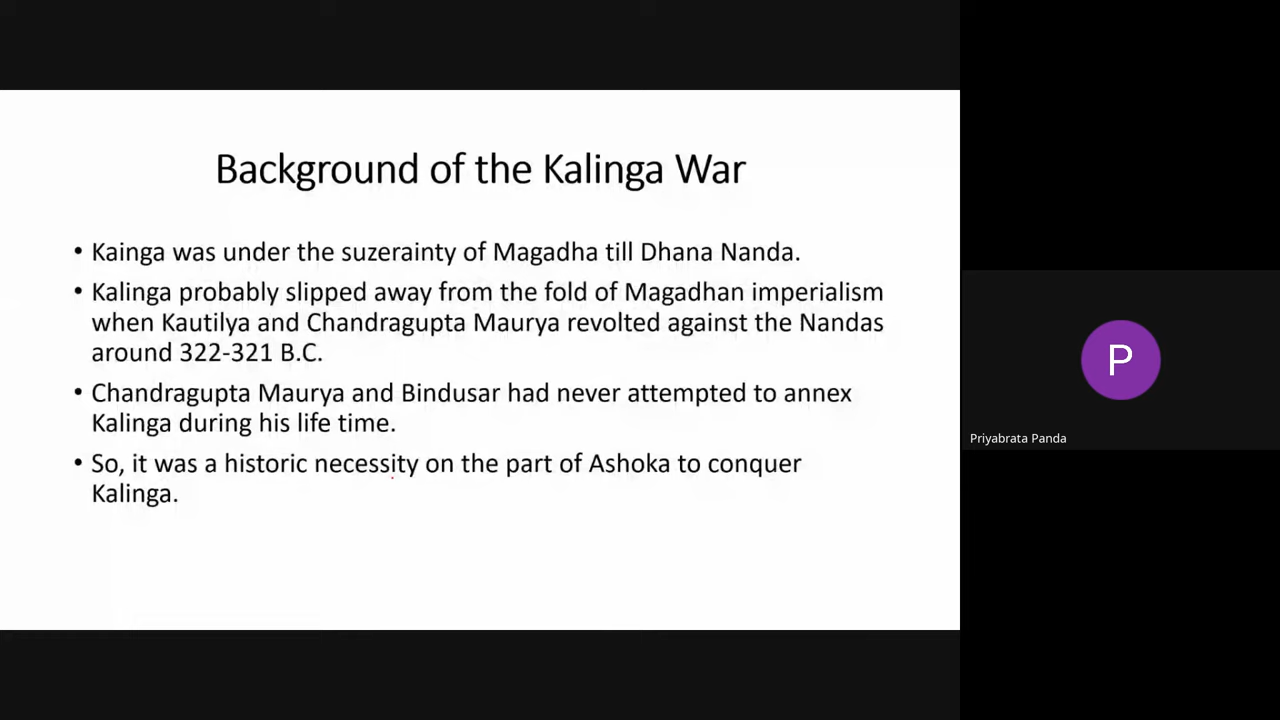 Background of the Kalinga War
• Kainga was under the suzerainty of Magadha till Dhana Nanda.
• Kalinga probably slipped away from the fold of Magadhan imperialism
when Kautilya and Chandragupta Maurya revolted against the Nandas
around 322-321 B.C.
• Chandragupta Maurya and Bindusar had never attempted to annex
Kalinga during his life time.
• So, it was a historic necessity on the part of Ashoka to conquer
Kalinga.
P
Priyabrata Panda